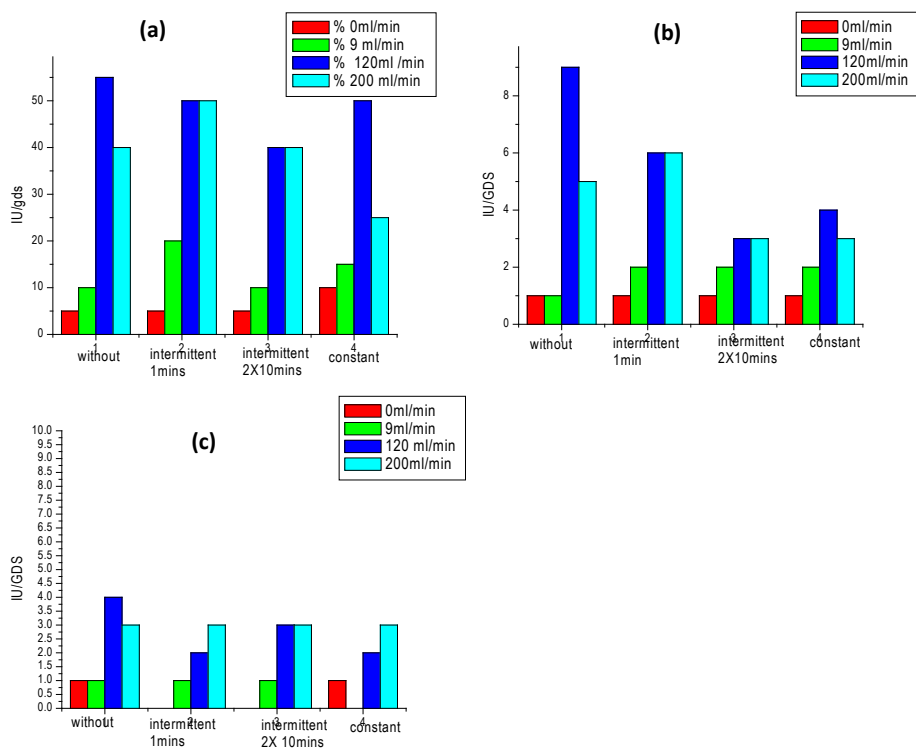 (a)
% 0ml/min
% 9 ml/min
% 120ml /min
% 200 ml/min
50
40
30
20
10
0
IU/gds
1 2 3 4
without intermittent intermittent constant
1mins 2X10mins
(b)
0ml/min
9ml/min
120ml/min
200ml/min
8
6
4
2
0
IU/GDS
1 2 3 4
without intermittent intermittent constant
1min 2X10mins
(c)
0ml/min
9ml/min
120 ml/min
200ml/min
10.0
9.5
9.0
8.5
8.0
7.5
7.0
6.5
6.0
5.5
5.0
4.5
4.0
3.5
3.0
2.5
2.0
1.5
1.0
0.5
0.0
IU/GDS
1 2 3 4
without intermittent intermittent constant
1mins 2X 10mins